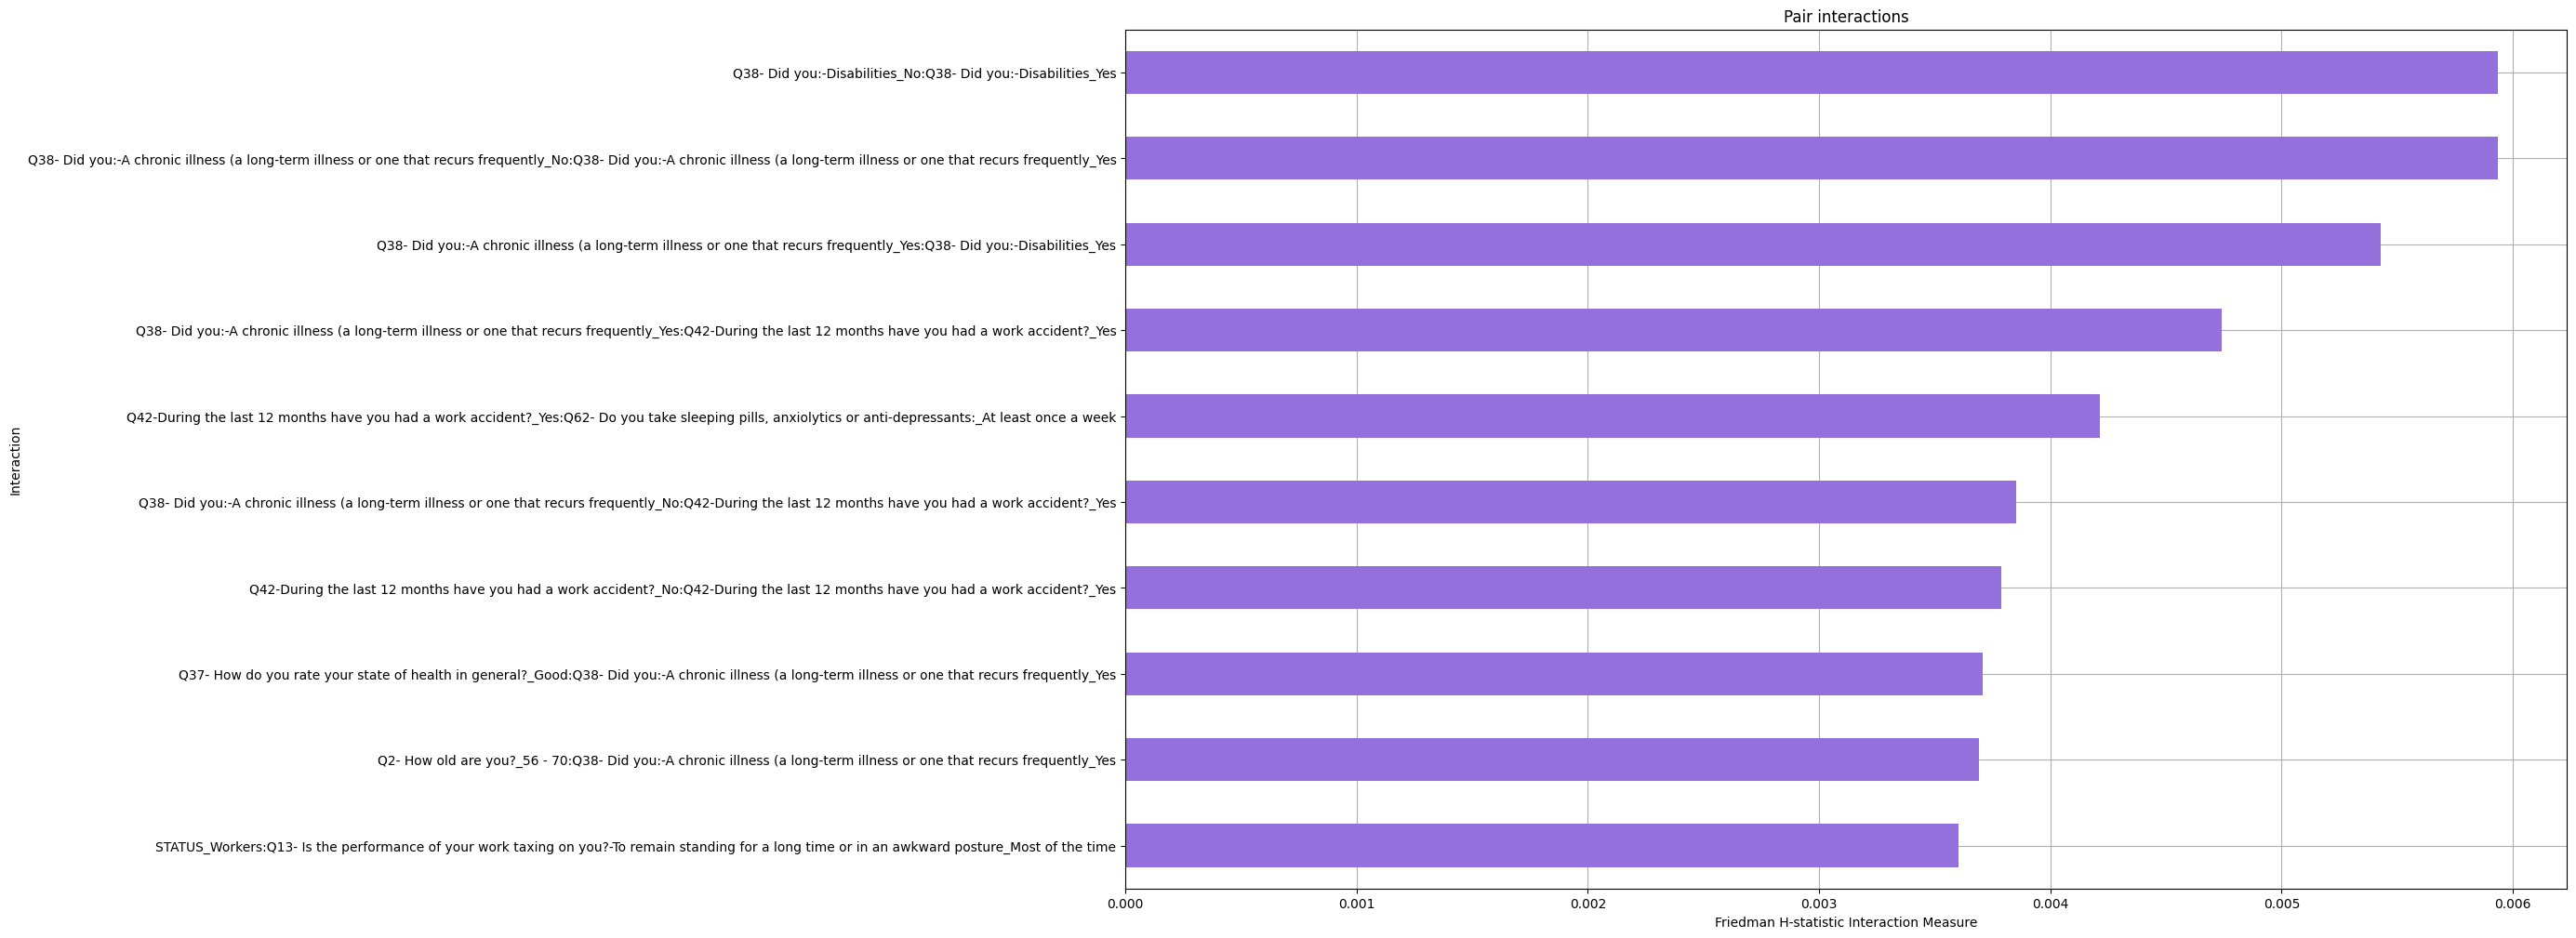 Pair interactions
Q38- Did you:-Disabilities_No:Q38- Did you:-Disabilities_Yes
Q38- Did you:-A chronic illness (a long-term illness or one that recurs frequently_No:Q38- Did you:-A chronic illness (a long-term illness or one that recurs frequently_Yes
Q38- Did you:-A chronic illness (a long-term illness or one that recurs frequently_Yes:Q38- Did you:-Disabilities_Yes
Q38- Did you:-A chronic illness (a long-term illness or one that recurs frequently_Yes:Q42-During the last 12 months have you had a work accident?_Yes
Q42-During the last 12 months have you had a work accident?_Yes:Q62- Do you take sleeping pills, anxiolytics or anti-depressants:_At least once a week
Q38- Did you:-A chronic illness (a long-term illness or one that recurs frequently_No:Q42-During the last 12 months have you had a work accident?_Yes
Q42-During the last 12 months have you had a work accident?_No:Q42-During the last 12 months have you had a work accident?_Yes
Q37- How do you rate your state of health in general?_Good:Q38- Did you:-A chronic illness (a long-term illness or one that recurs frequently_Yes
Q2- How old are you?_56 - 70:Q38- Did you:-A chronic illness (a long-term illness or one that recurs frequently_Yes
STATUS_Workers:Q13- Is the performance of your work taxing on you?-To remain standing for a long time or in an awkward posture_Most of the time
Interaction
0.000 0.001 0.002 0.003 0.004 0.005 0.006
Friedman H-statistic Interaction Measure